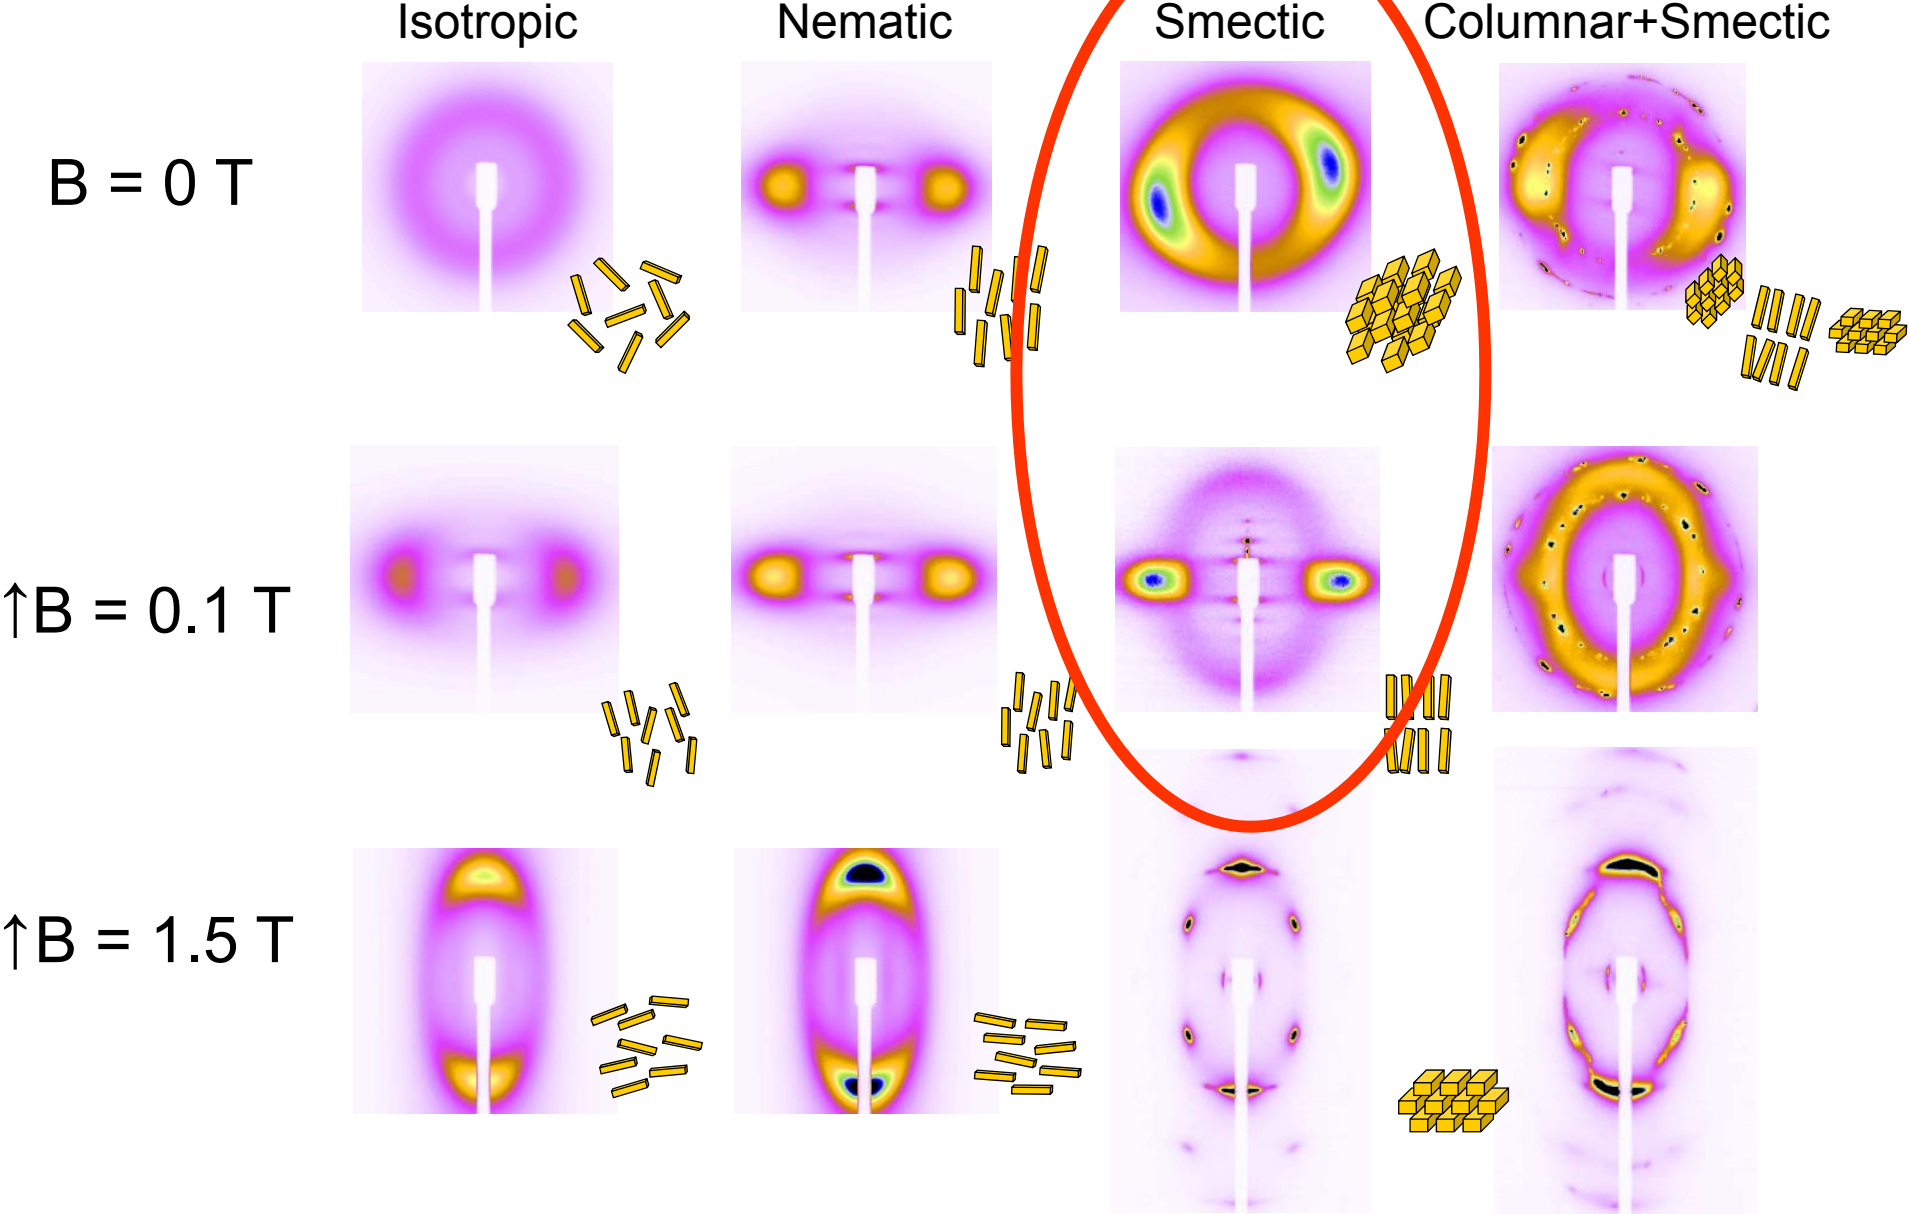 Isotropic Nematic Smectic Columnar+Smectic
B = 0 T
↑B = 0.1 T
↑B = 1.5 T